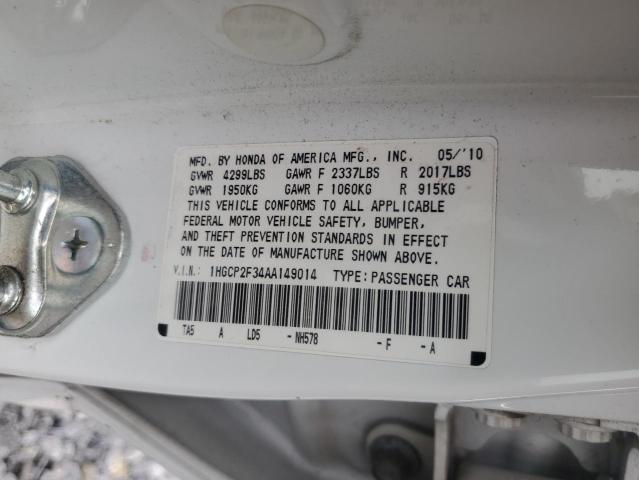 MFD. BY HONDA OF AMERICA MFG., INC. 05/'10
GVWR 4299LBS GAWR F 2337LBS R 2017LBS
GVWR 1950KG GAWR F 1060KG R 915KG
THIS VEHICLE CONFORMS TO ALL APPLICABLE
FEDERAL MOTOR VEHICLE SAFETY, BUMPER,
AND THEFT PREVENTION STANDARDS IN EFFECT
ON THE DATE OF MANUFACTURE SHOWN ABOVE.
V.I.N.: 1HGCP2F34AA149014 TYPE: PASSENGER CAR
TA5 A LD5 -NH578 -F -A